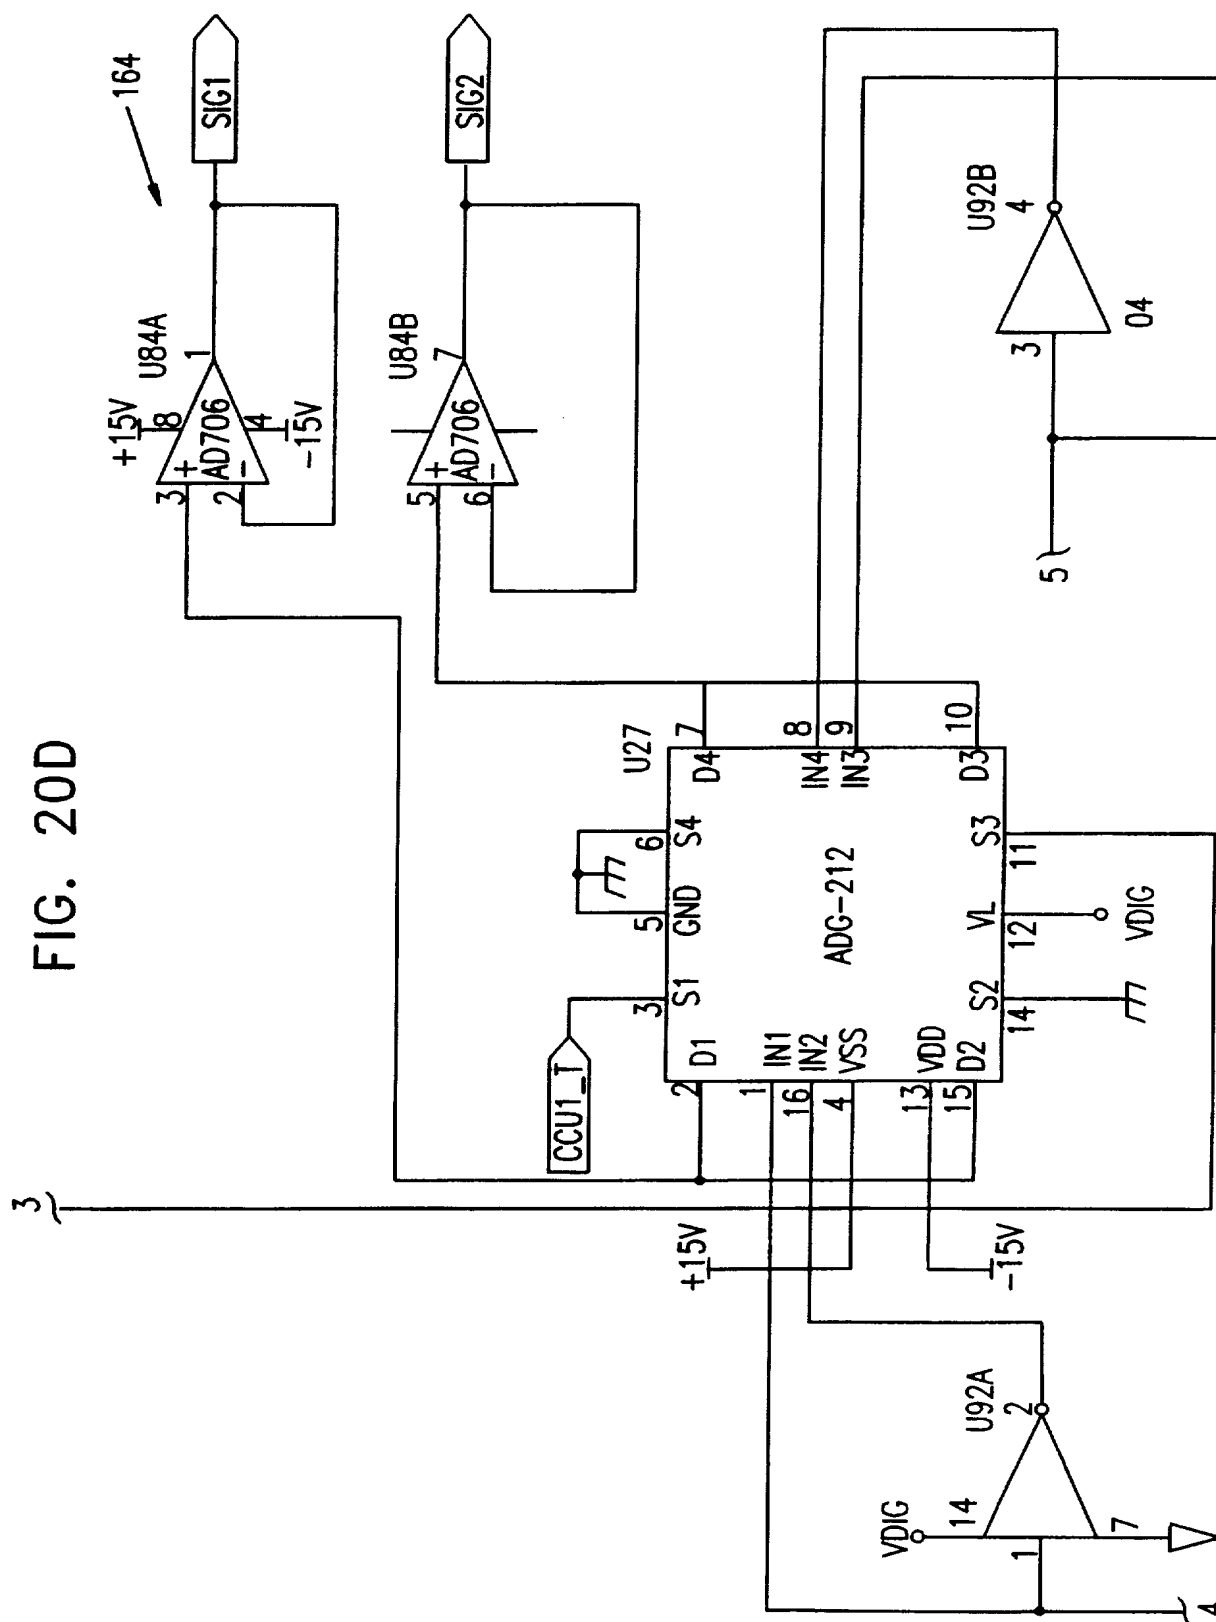 FIG. 20D
3
164
SIG1
U84A
+15V
8
1
3
+
AD706
2
-
4
-15V
SIG2
U84B
7
5
+
AD706
6
-
U27
CCU1_T
3
S1
5
GND
6
S4
2
D1
7
D4
1
IN1
16
IN2
4
VSS
8
IN4
9
IN3
ADG-212
13
VDD
15
D2
10
D3
14
S2
12
VL
11
S3
VDIG
+15V
-15V
U92A
2
VDIG
14
1
7
4
U92B
4
3
04
5